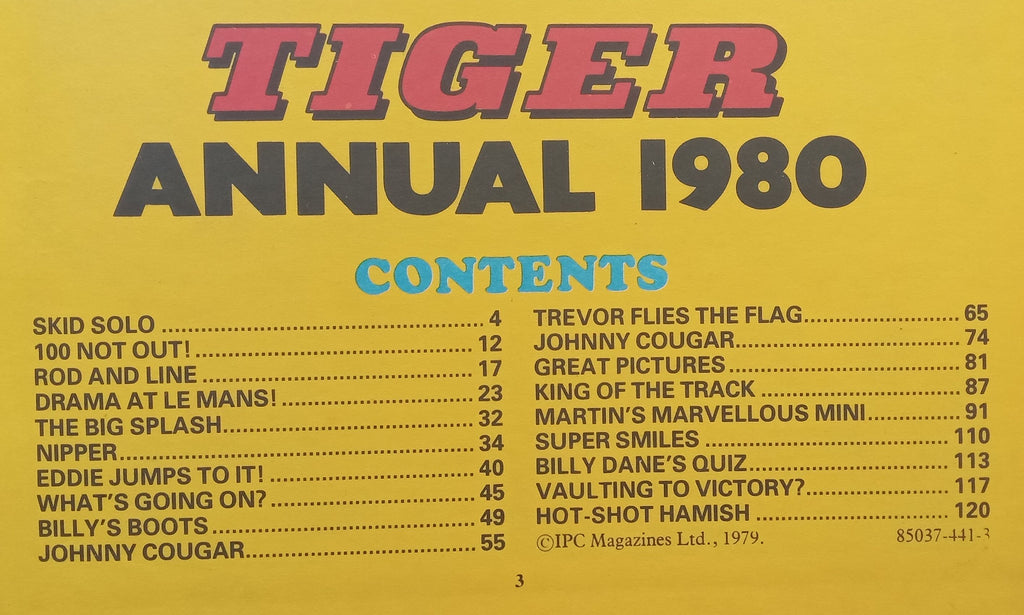 TIGER
ANNUAL 1980
CONTENTS
SKID SOLO ........................................ 4
100 NOT OUT! .................................. 12
ROD AND LINE ................................. 17
DRAMA AT LE MANS! ........................ 23
THE BIG SPLASH............................... 32
NIPPER............................................ 34
EDDIE JUMPS TO IT! ......................... 40
WHAT'S GOING ON? .......................... 45
BILLY'S BOOTS ................................. 49
JOHNNY COUGAR............................. 55
TREVOR FLIES THE FLAG.................... 65
JOHNNY COUGAR............................. 74
GREAT PICTURES .............................. 81
KING OF THE TRACK ......................... 87
MARTIN'S MARVELLOUS MINI............ 91
SUPER SMILES ............................... 110
BILLY DANE'S QUIZ......................... 113
VAULTING TO VICTORY?.................. 117
HOT-SHOT HAMISH ........................ 120
©IPC Magazines Ltd., 1979. 85037-441-3
3